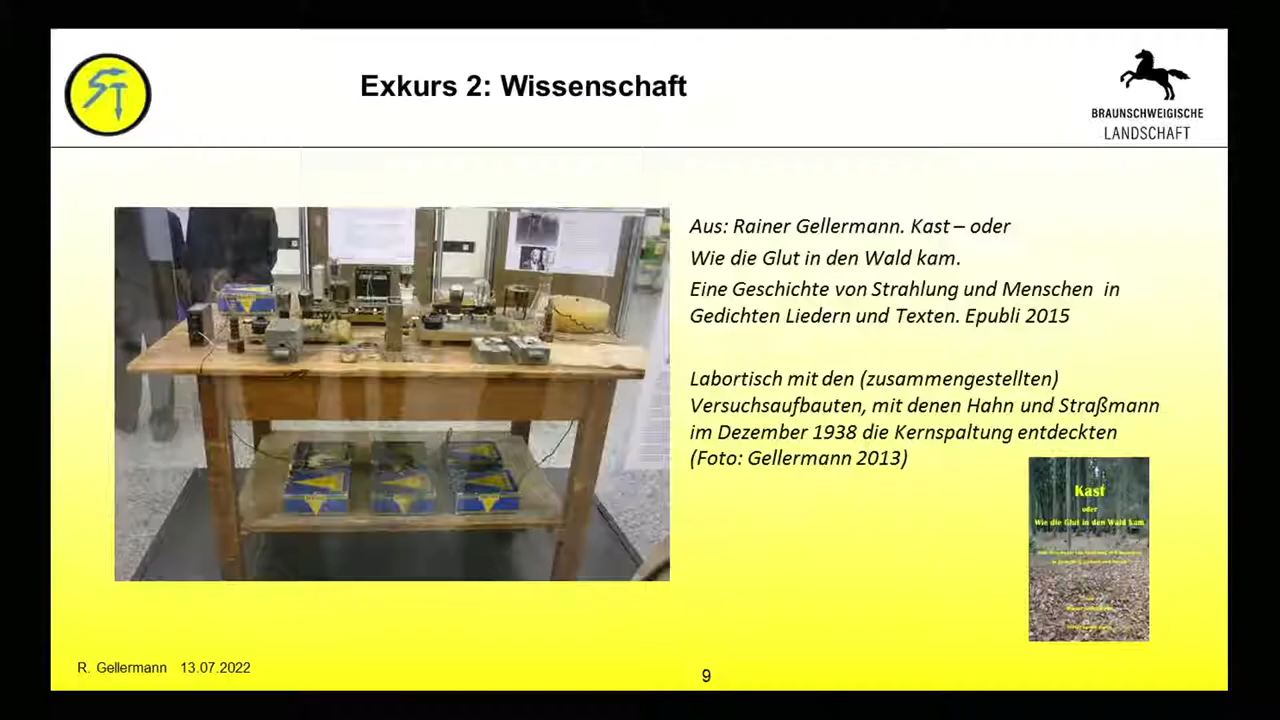 Exkurs 2: Wissenschaft
ST
BRAUNSCHWEIGISCHE
LANDSCHAFT
Aus: Rainer Gellermann. Kast – oder
Wie die Glut in den Wald kam.
Eine Geschichte von Strahlung und Menschen in
Gedichten Liedern und Texten. Epubli 2015
Labortisch mit den (zusammengestellten)
Versuchsaufbauten, mit denen Hahn und Straßmann
im Dezember 1938 die Kernspaltung entdeckten
(Foto: Gellermann 2013)
Kast
oder
Wie die Glut in den Wald kam
R. Gellermann 13.07.2022
9